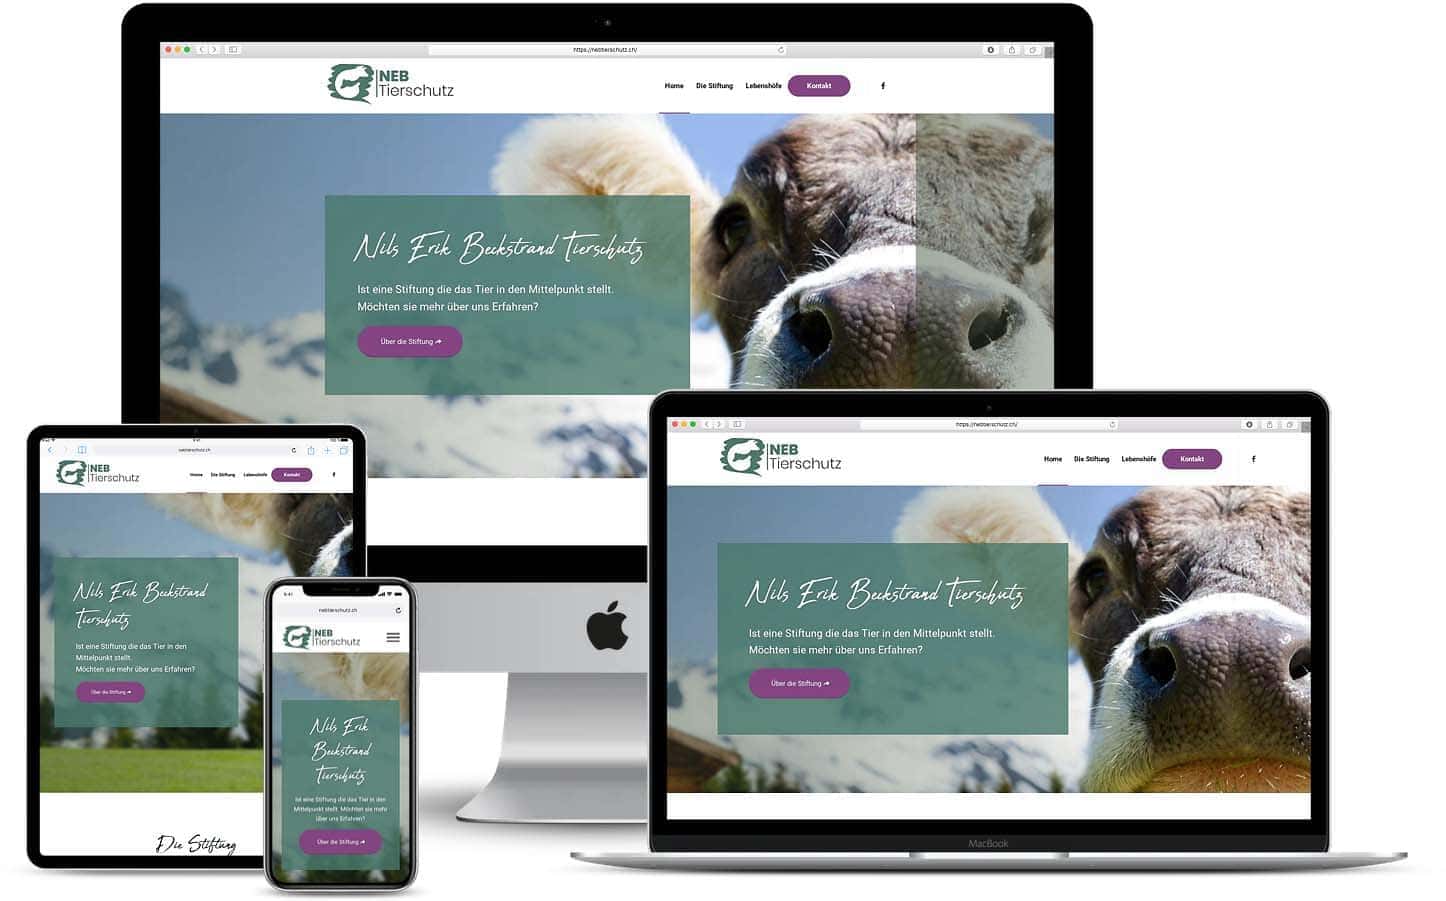 https://nebtierschutz.ch/
NEB
Tierschutz
Home Die Stiftung Lebenshöfe Kontakt f
Nils Erik Beckstrand Tierschutz
Ist eine Stiftung die das Tier in den Mittelpunkt stellt.
Möchten sie mehr über uns Erfahren?
Über die Stiftung
nebtierschutz.ch
NEB
Tierschutz
Home Die Stiftung Lebenshöfe Kontakt f
Nils Erik Beckstrand
Tierschutz
Ist eine Stiftung die das Tier in den
Mittelpunkt stellt.
Möchten sie mehr über uns Erfahren?
Über die Stiftung
Die Stiftung
9:41
nebtierschutz.ch
NEB
Tierschutz
Nils Erik
Beckstrand
Tierschutz
Ist eine Stiftung die das Tier in den
Mittelpunkt stellt. Möchten sie mehr
über uns Erfahren?
Über die Stiftung
https://nebtierschutz.ch/
NEB
Tierschutz
Home Die Stiftung Lebenshöfe Kontakt f
Nils Erik Beckstrand Tierschutz
Ist eine Stiftung die das Tier in den Mittelpunkt stellt.
Möchten sie mehr über uns Erfahren?
Über die Stiftung
MacBook